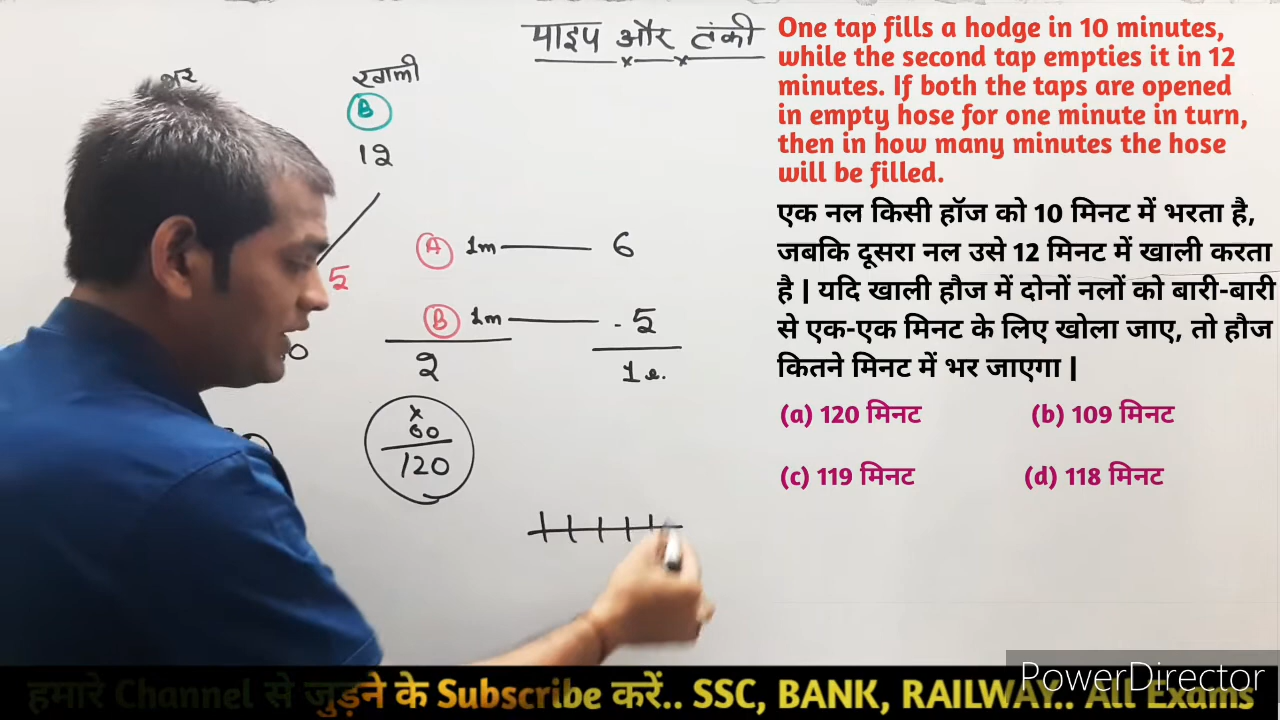 पाइप और टंकी
भर
खाली
B
12
5
A 1m 6
B 1m - 5
2 1
x
60
120
One tap fills a hodge in 10 minutes,
while the second tap empties it in 12
minutes. If both the taps are opened
in empty hose for one minute in turn,
then in how many minutes the hose
will be filled.
एक नल किसी हॉज को 10 मिनट में भरता है,
जबकि दूसरा नल उसे 12 मिनट में खाली करता
है | यदि खाली हौज में दोनों नलों को बारी-बारी
से एक-एक मिनट के लिए खोला जाए, तो हौज
कितने मिनट में भर जाएगा |
(a) 120 मिनट (b) 109 मिनट
(c) 119 मिनट (d) 118 मिनट
PowerDirector
हमारे Channel से जुड़ने के Subscribe करें.. SSC, BANK, RAILWAY.. All Exams